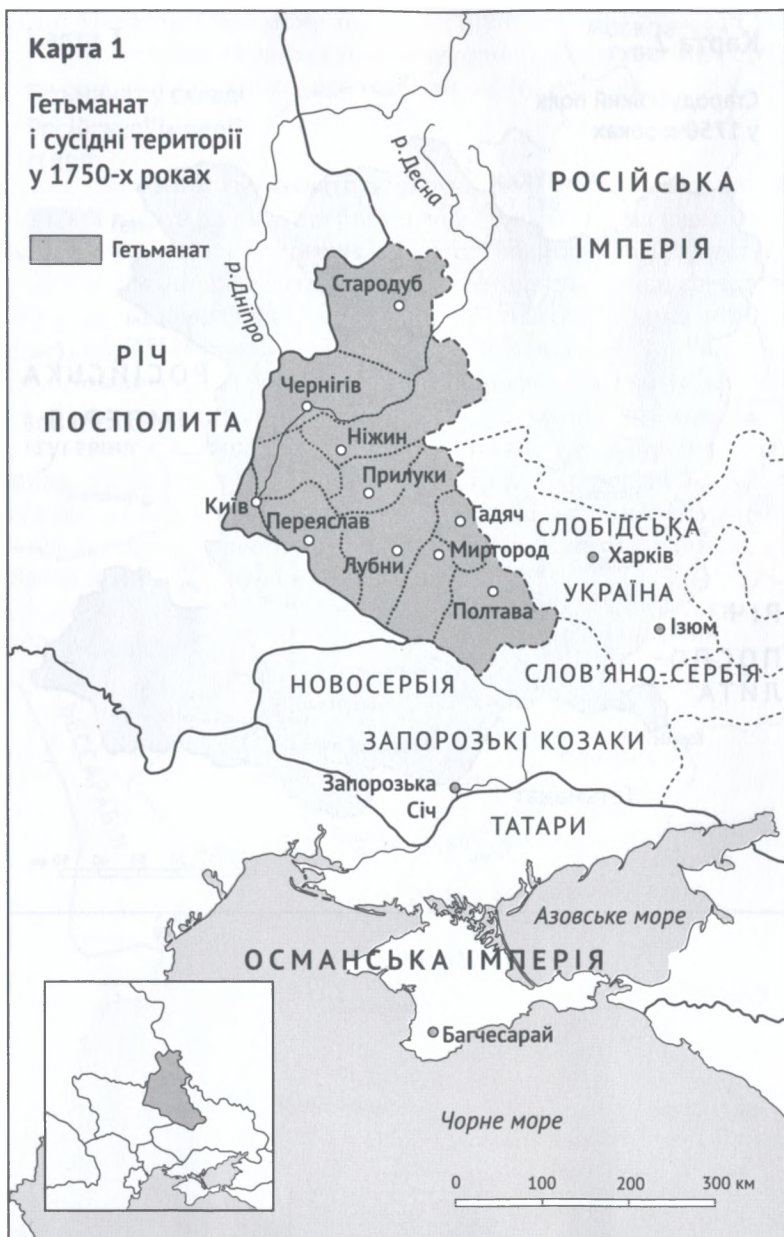 Карта 1
Гетьманат
і сусідні території
у 1750-х роках
Гетьманат
р. Десна
РОСІЙСЬКА
ІМПЕРІЯ
р. Дніпро
Стародуб
РІЧ
ПОСПОЛИТА
Чернігів
Ніжин
Прилуки
Київ
Переяслав
Гадяч
Лубни
Миргород
Полтава
СЛОБІДСЬКА
Харків
УКРАЇНА
Ізюм
НОВОСЕРБІЯ
СЛОВ'ЯНО-СЕРБІЯ
ЗАПОРОЗЬКІ КОЗАКИ
Запорозька
Січ
ТАТАРИ
Азовське море
ОСМАНСЬКА ІМПЕРІЯ
Багчесарай
Чорне море
0 100 200 300 км